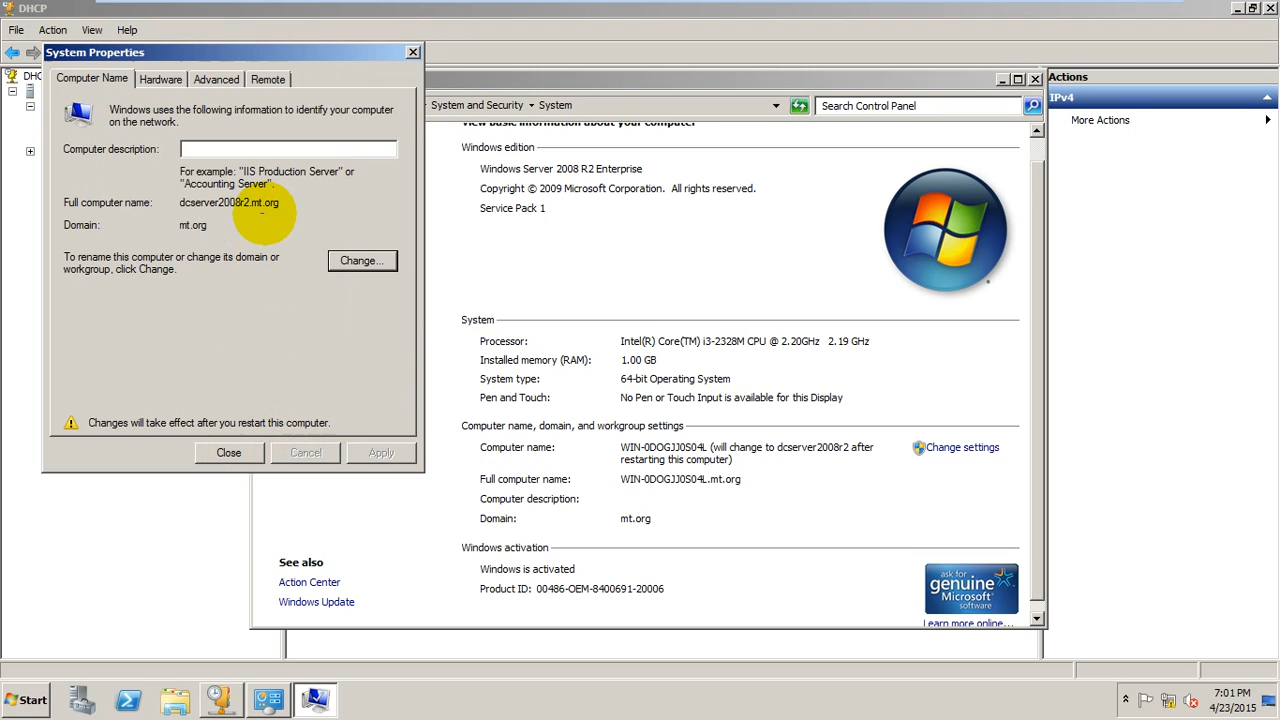 DHCP
File Action View Help
System Properties
Computer Name Hardware Advanced Remote
Windows uses the following information to identify your computer
on the network.
Computer description:
For example: "IIS Production Server" or
"Accounting Server".
Full computer name: dcserver2008r2.mt.org
Domain: mt.org
To rename this computer or change its domain or
workgroup, click Change.
Change...
Changes will take effect after you restart this computer.
Close Cancel Apply
System and Security System
Search Control Panel
View basic information about your computer
Windows edition
Windows Server 2008 R2 Enterprise
Copyright © 2009 Microsoft Corporation. All rights reserved.
Service Pack 1
System
Processor: Intel(R) Core(TM) i3-2328M CPU @ 2.20GHz 2.19 GHz
Installed memory (RAM): 1.00 GB
System type: 64-bit Operating System
Pen and Touch: No Pen or Touch Input is available for this Display
Computer name, domain, and workgroup settings
Computer name: WIN-0DOGJJ0S04L (will change to dcserver2008r2 after
restarting this computer)
Change settings
Full computer name: WIN-0DOGJJ0S04L.mt.org
Computer description:
Domain: mt.org
Windows activation
Windows is activated
Product ID: 00486-OEM-8400691-20006
ask for
genuine
Microsoft
software
Learn more online...
See also
Action Center
Windows Update
Actions
IPv4
More Actions
Start
7:01 PM
4/23/2015